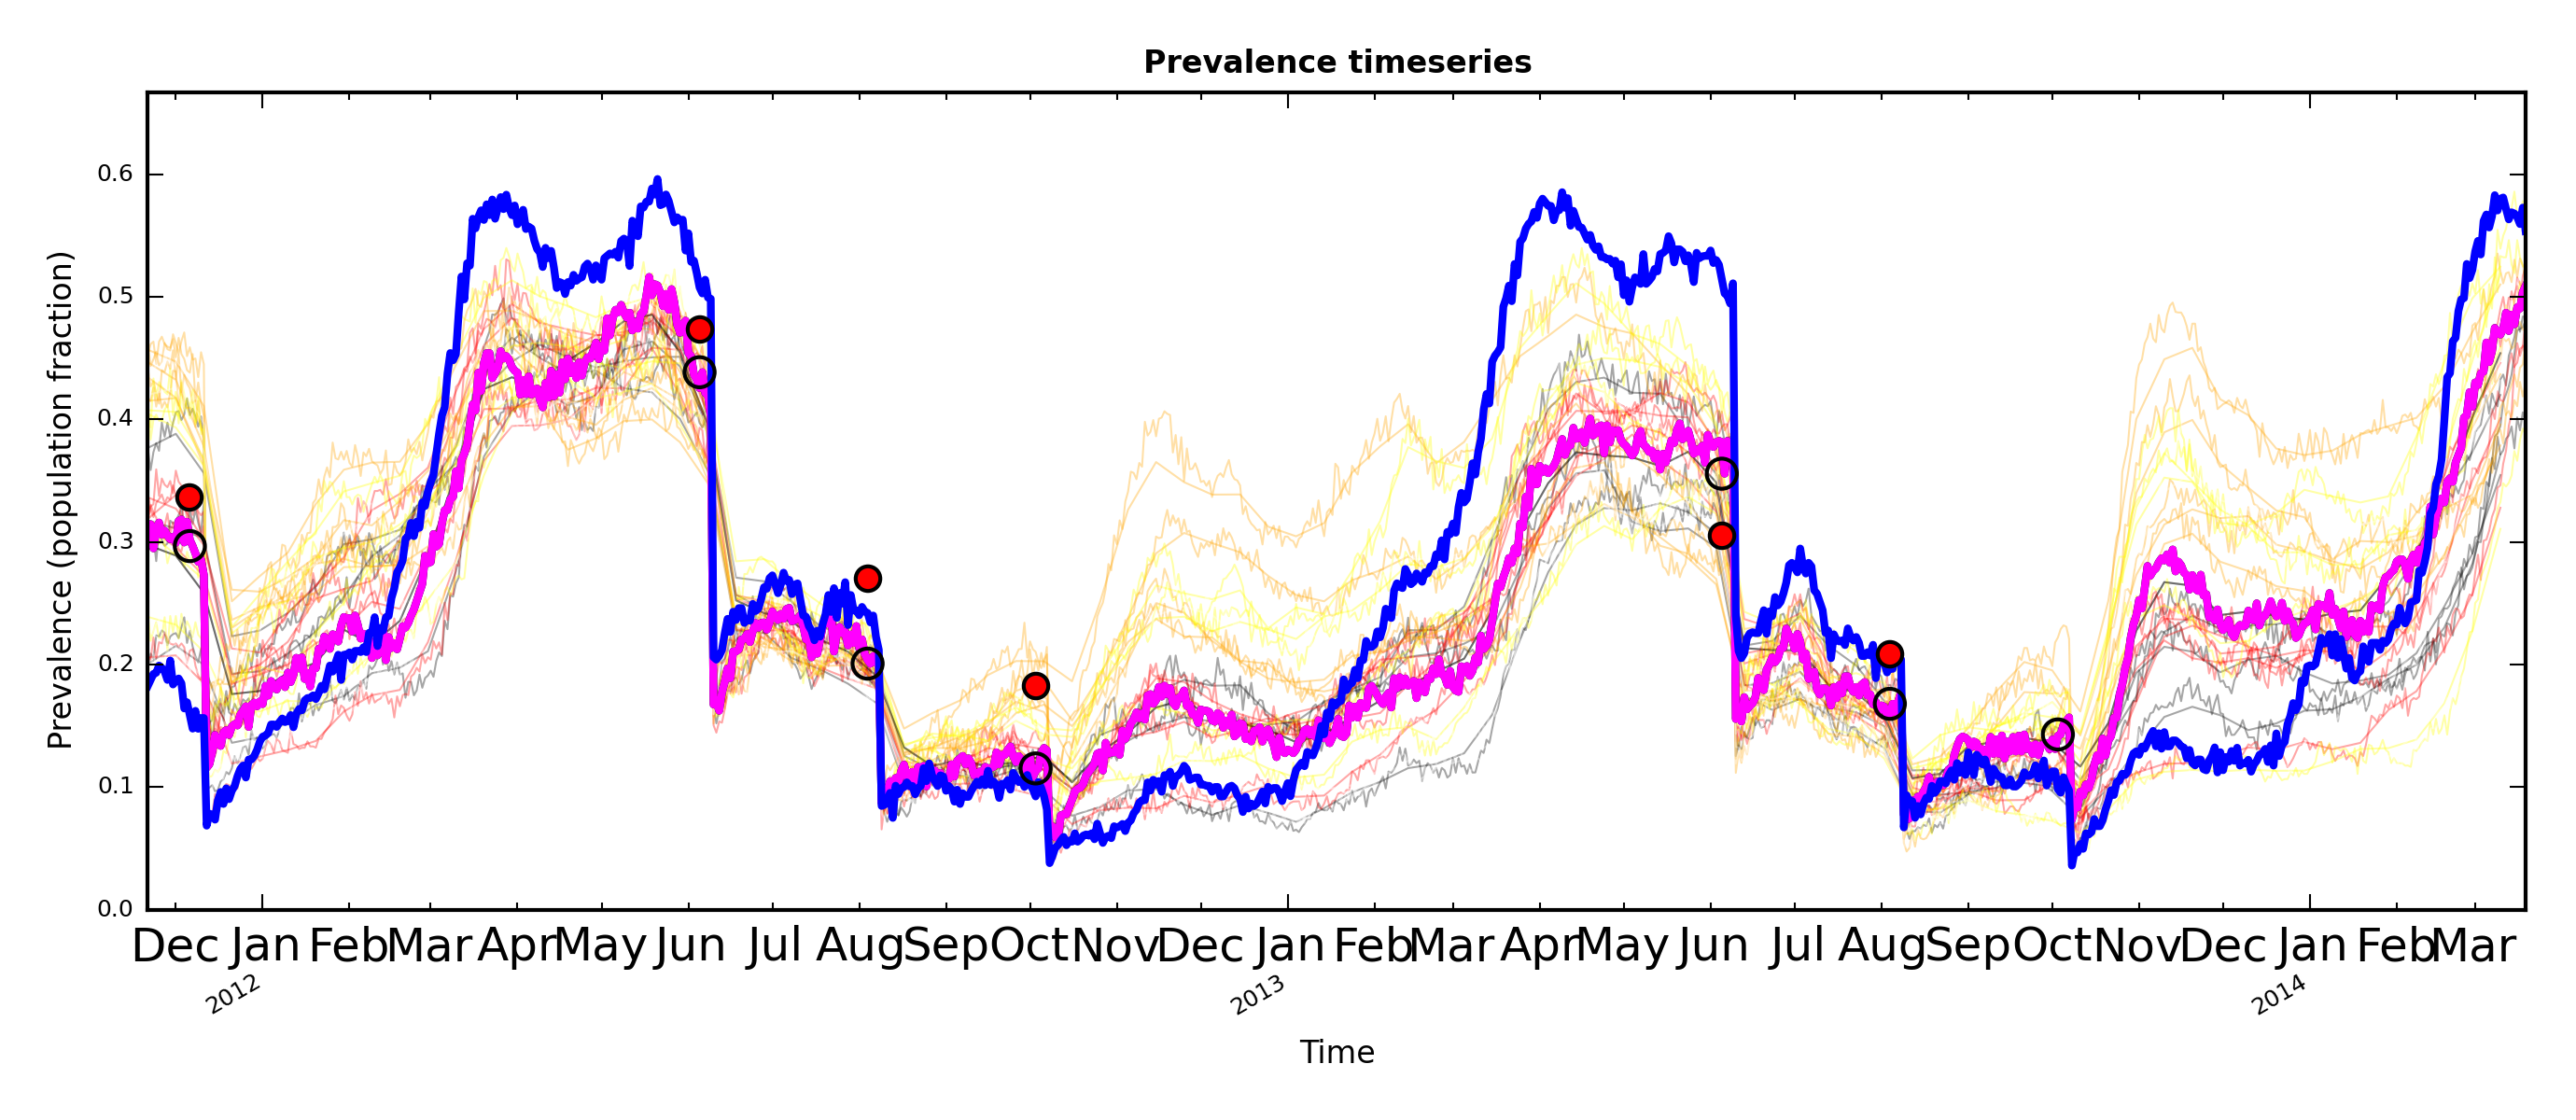 Prevalence timeseries
Prevalence (population fraction)
0.6
0.5
0.4
0.3
0.2
0.1
0.0
Dec Jan Feb Mar Apr May Jun Jul Aug Sep Oct Nov Dec Jan Feb Mar Apr May Jun Jul Aug Sep Oct Nov Dec Jan Feb Mar
2012 2013 2014
Time